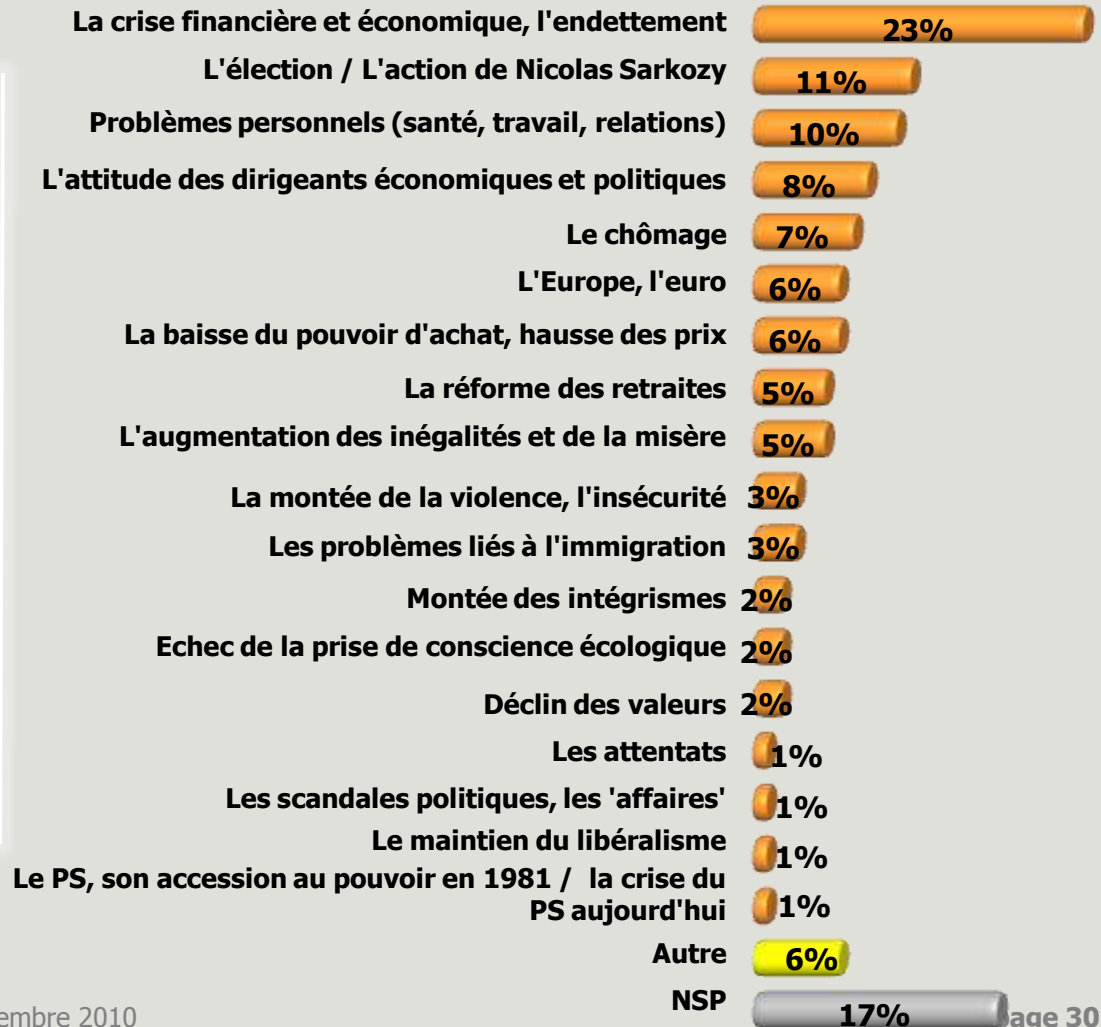 La crise financière et économique, l'endettement 23%
L'élection / L'action de Nicolas Sarkozy 11%
Problèmes personnels (santé, travail, relations) 10%
L'attitude des dirigeants économiques et politiques 8%
Le chômage 7%
L'Europe, l'euro 6%
La baisse du pouvoir d'achat, hausse des prix 6%
La réforme des retraites 5%
L'augmentation des inégalités et de la misère 5%
La montée de la violence, l'insécurité 3%
Les problèmes liés à l'immigration 3%
Montée des intégrismes 2%
Echec de la prise de conscience écologique 2%
Déclin des valeurs 2%
Les attentats 1%
Les scandales politiques, les 'affaires' 1%
Le maintien du libéralisme 1%
Le PS, son accession au pouvoir en 1981 / la crise du
PS aujourd'hui 1%
Autre 6%
NSP 17%
embre 2010 age 30